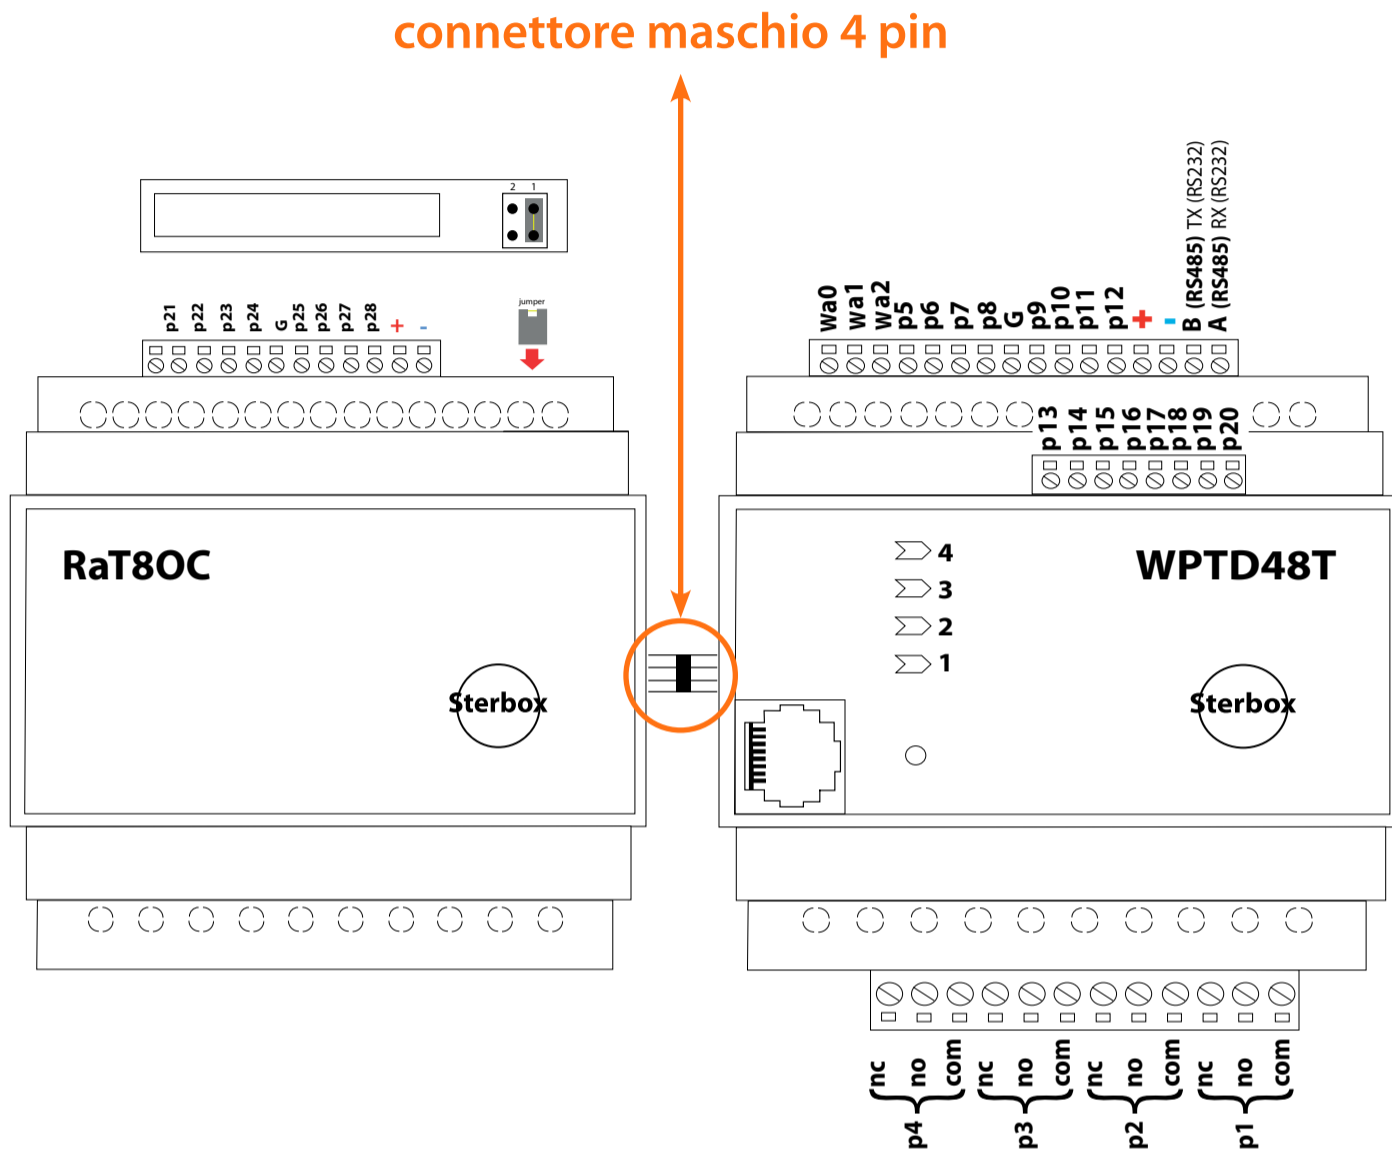 connettore maschio 4 pin
2 1
p21 p22 p23 p24 G p25 p26 p27 p28 + -
jumper
wa0 wa1 wa2 p5 p6 p7 p8 G p9 p10 p11 p12 + -
B (RS485) TX (RS232)
A (RS485) RX (RS232)
p13 p14 p15 p16 p17 p18 p19 p20
RaT8OC
Sterbox
4
3
2
1
WPTD48T
Sterbox
nc no com nc no com nc no com nc no com
p4 p3 p2 p1